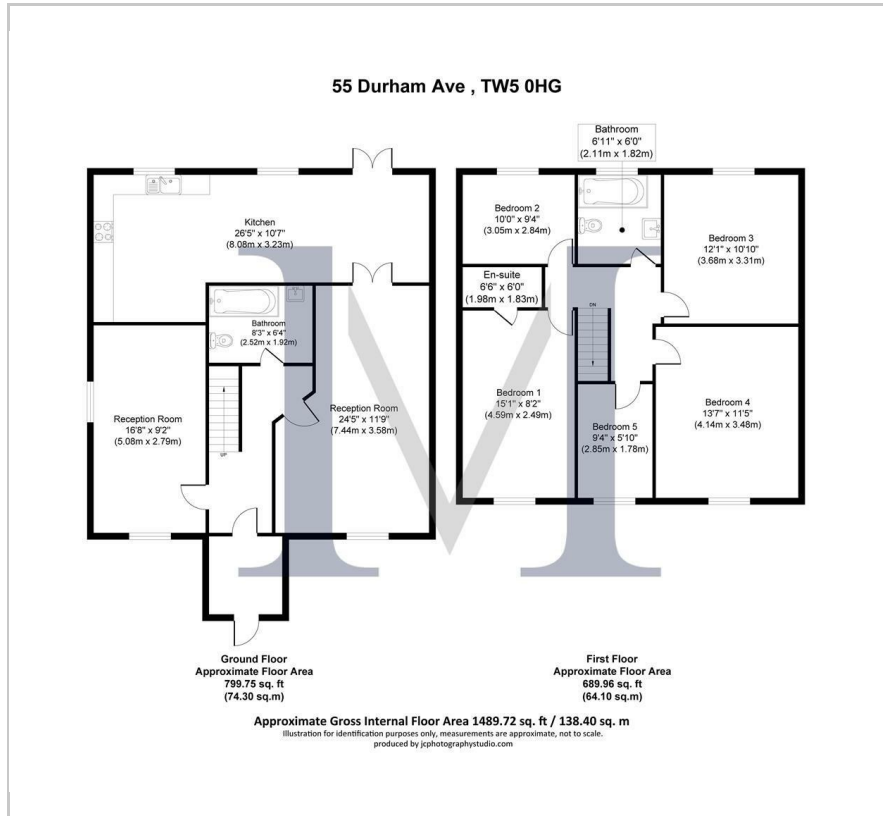 55 Durham Ave , TW5 0HG
Kitchen
26'5" x 10'7"
(8.08m x 3.23m)
Bathroom
8'3" x 6'4"
(2.52m x 1.92m)
Reception Room
16'8" x 9'2"
(5.08m x 2.79m)
UP
Reception Room
24'5" x 11'9"
(7.44m x 3.58m)
Ground Floor
Approximate Floor Area
799.75 sq. ft
(74.30 sq.m)
Bathroom
6'11" x 6'0"
(2.11m x 1.82m)
Bedroom 2
10'0" x 9'4"
(3.05m x 2.84m)
Bedroom 3
12'1" x 10'10"
(3.68m x 3.31m)
En-suite
6'6" x 6'0"
(1.98m x 1.83m)
DN
Bedroom 1
15'1" x 8'2"
(4.59m x 2.49m)
Bedroom 5
9'4" x 5'10"
(2.85m x 1.78m)
Bedroom 4
13'7" x 11'5"
(4.14m x 3.48m)
First Floor
Approximate Floor Area
689.96 sq. ft
(64.10 sq.m)
Approximate Gross Internal Floor Area 1489.72 sq. ft / 138.40 sq. m
Illustration for identification purposes only, measurements are approximate, not to scale.
produced by jcphotographystudio.com